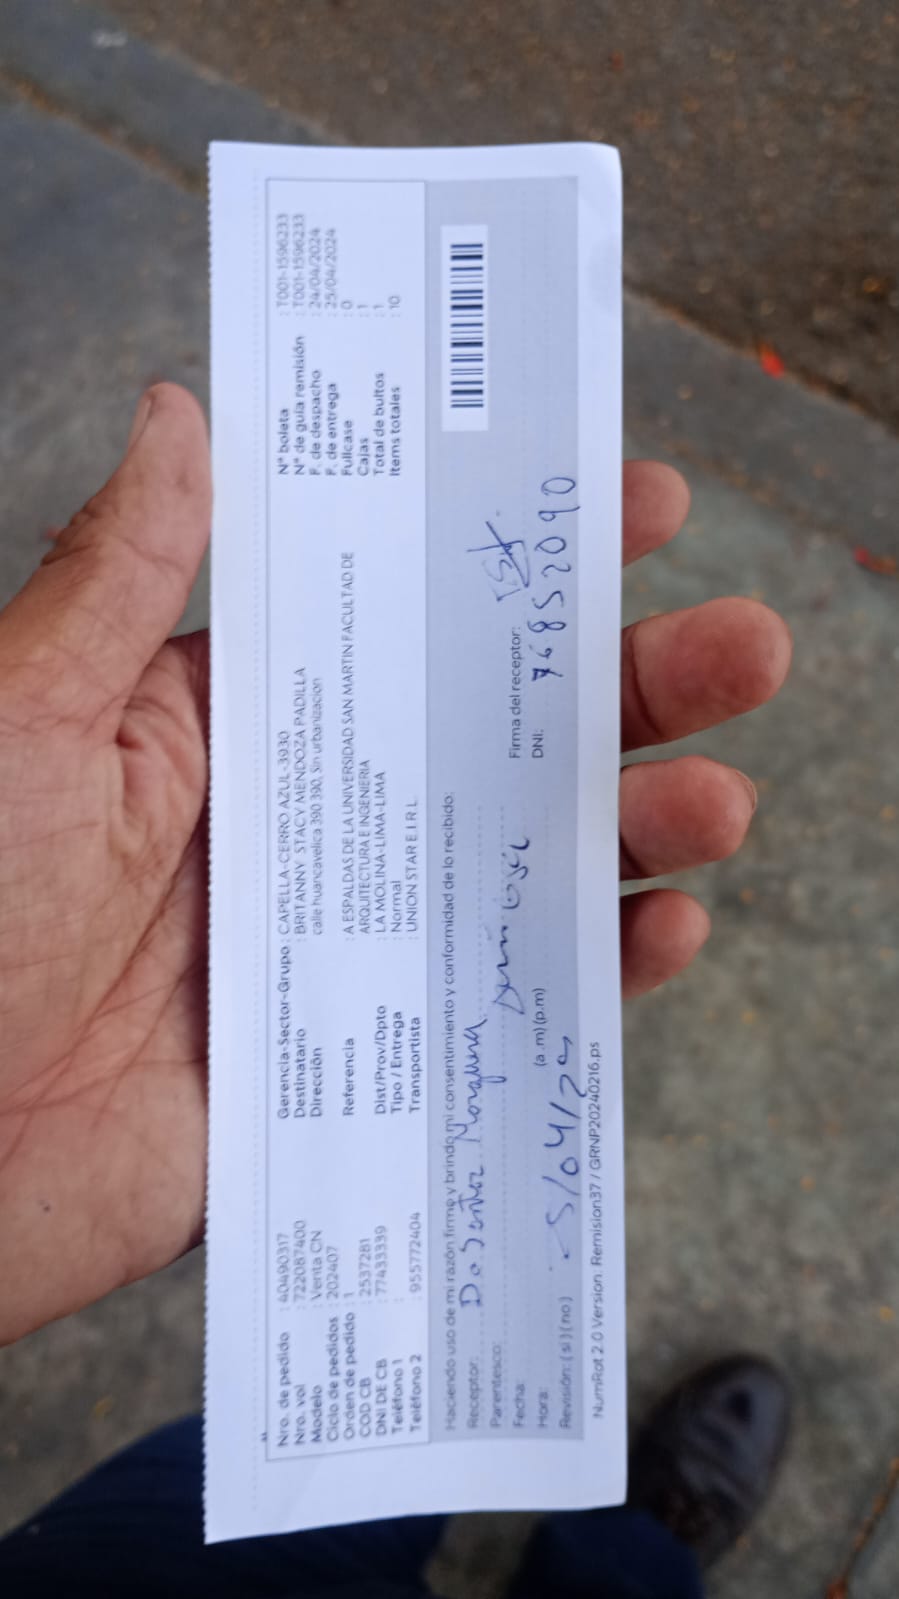 Nro. de pedido : 40490317
Nro. vol : 722087400
Modelo : Venta CN
Ciclo de pedidos : 202407
Orden de pedido : 1
COD CB : 2537281
DNI DE CB : 77433339
Teléfono 1 :
Teléfono 2 : 955772404
Gerencia-Sector-Grupo : CAPELLA-CERRO AZUL-3930
Destinatario : BRITANNY STACY MENDOZA PADILLA
Dirección calle huancavelica 390 390, Sin urbanizacion
Referencia : A ESPALDAS DE LA UNIVERSIDAD SAN MARTIN FACULTAD DE
ARQUITECTURA E INGENIERIA
Dist/Prov/Dpto : LA MOLINA-LIMA-LIMA
Tipo / Entrega : Normal
Transportista : UNION STAR E.I.R.L.
N° boleta : T001-1596233
N° de guía remisión : T001-1596233
F. de despacho : 24/04/2024
F. de entrega : 25/04/2024
Fullcase : 0
Cajas : 1
Total de bultos : 1
Items totales : 10
Haciendo uso de mi razón firmo y brindo mi consentimiento y conformidad de lo recibido:
Receptor:
Parentesco:
Fecha:
Hora: (a.m) (p.m)
Revisión: (si) (no)
Firma del receptor:
DNI: 76852090
NumRot 2.0 Version: Remision37 / GRNP20240216.ps